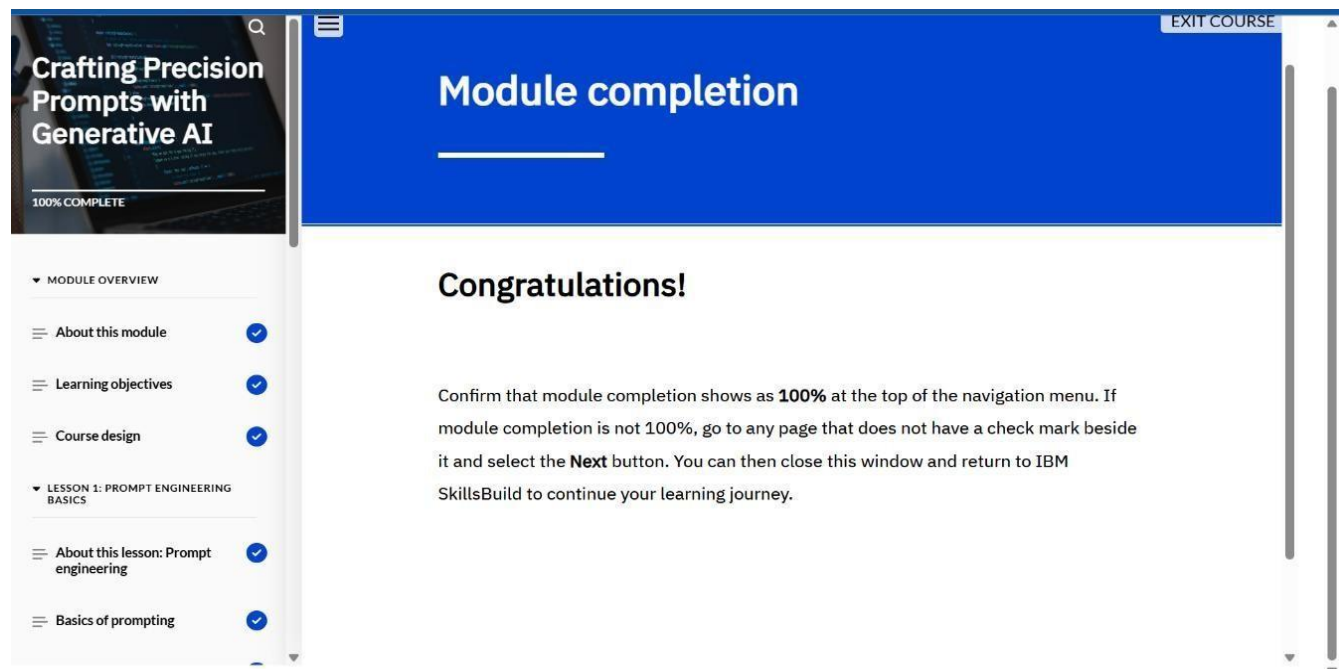 Crafting Precision
Prompts with
Generative AI
100% COMPLETE
MODULE OVERVIEW
About this module
Learning objectives
Course design
LESSON 1: PROMPT ENGINEERING
BASICS
About this lesson: Prompt
engineering
Basics of prompting
EXIT COURSE
Module completion
Congratulations!
Confirm that module completion shows as 100% at the top of the navigation menu. If
module completion is not 100%, go to any page that does not have a check mark beside
it and select the Next button. You can then close this window and return to IBM
SkillsBuild to continue your learning journey.